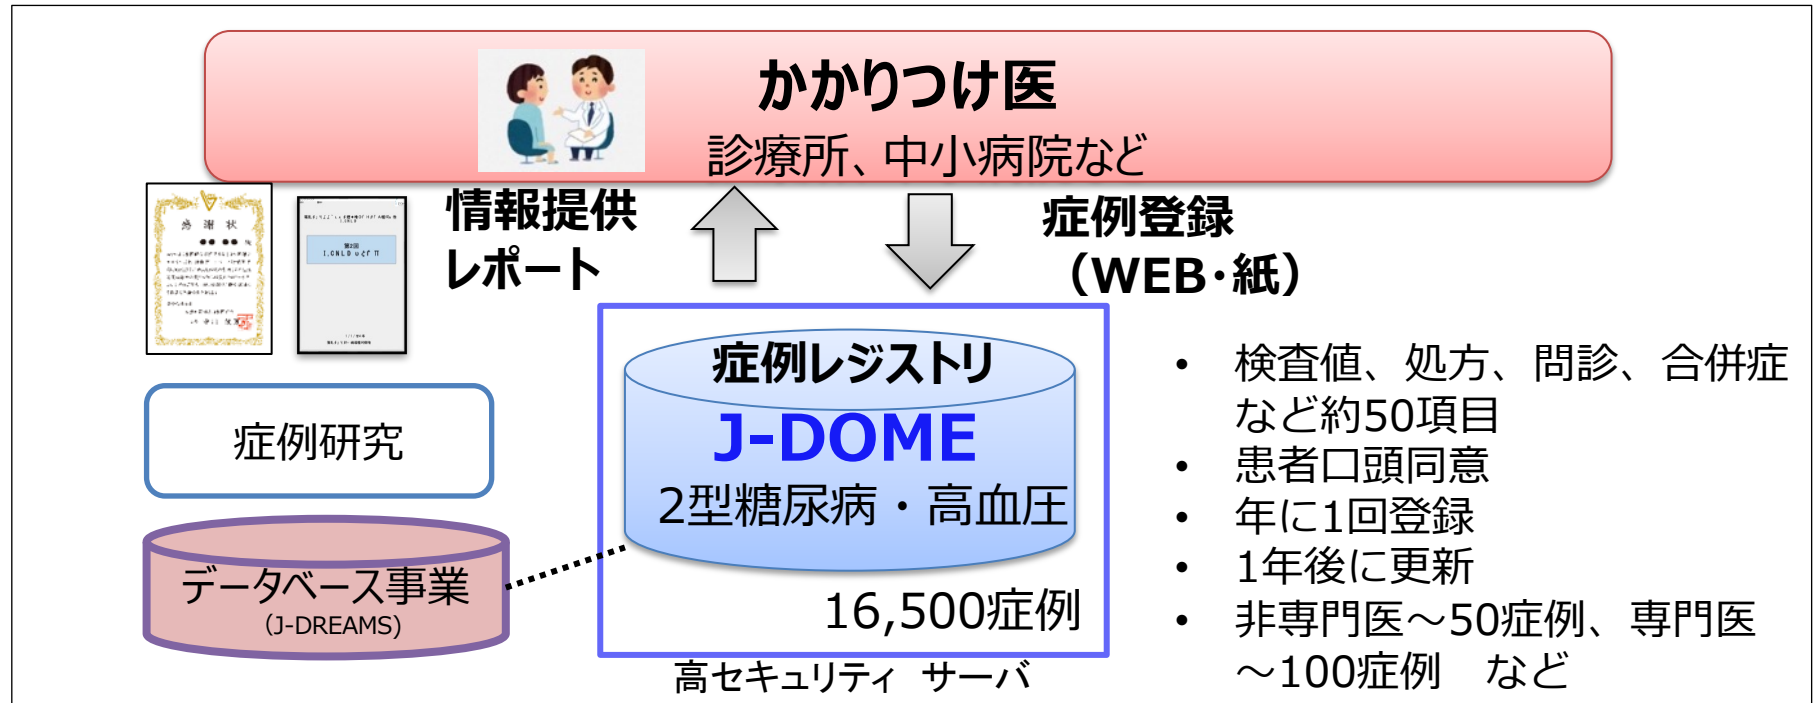 かかりつけ医
診療所、中小病院など
感謝状
情報提供
レポート
症例登録
（WEB・紙）
症例レジストリ
J-DOME
2型糖尿病・高血圧
16,500症例
高セキュリティ サーバ
症例研究
データベース事業
(J-DREAMS)
• 検査値、処方、問診、合併症
など約50項目
• 患者口頭同意
• 年に1回登録
• 1年後に更新
• 非専門医～50症例、専門医
～100症例　など